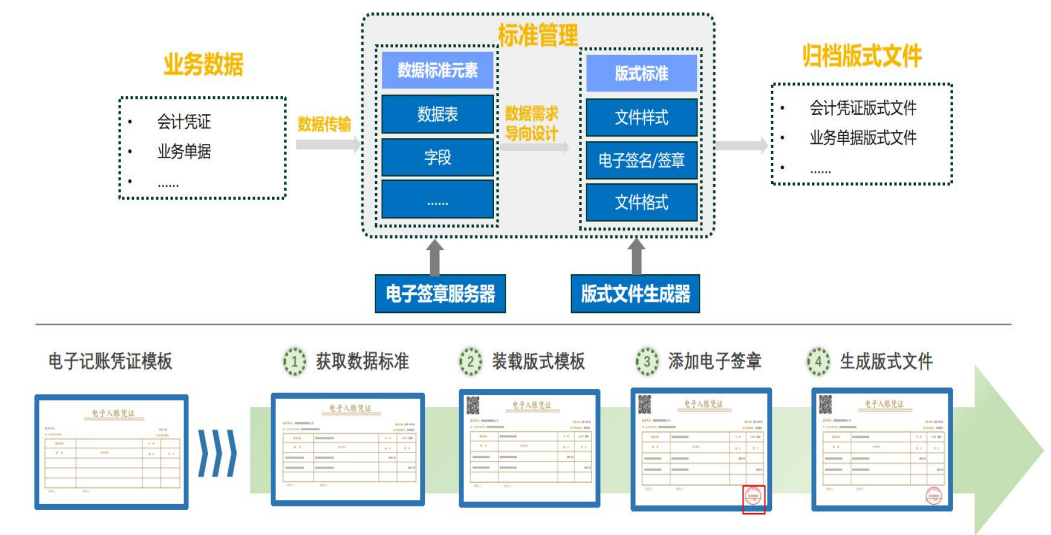 标准管理
业务数据
归档版式文件
数据标准元素
版式标准
会计凭证
业务单据
......
数据传输
数据表
字段
......
数据需求
导向设计
文件样式
电子签名/签章
文件格式
会计凭证版式文件
业务单据版式文件
......
电子签章服务器
版式文件生成器
电子记账凭证模板
1 获取数据标准
2 装载版式模板
3 添加电子签章
4 生成版式文件
电子入账凭证
电子入账凭证
电子入账凭证
电子入账凭证
电子入账凭证